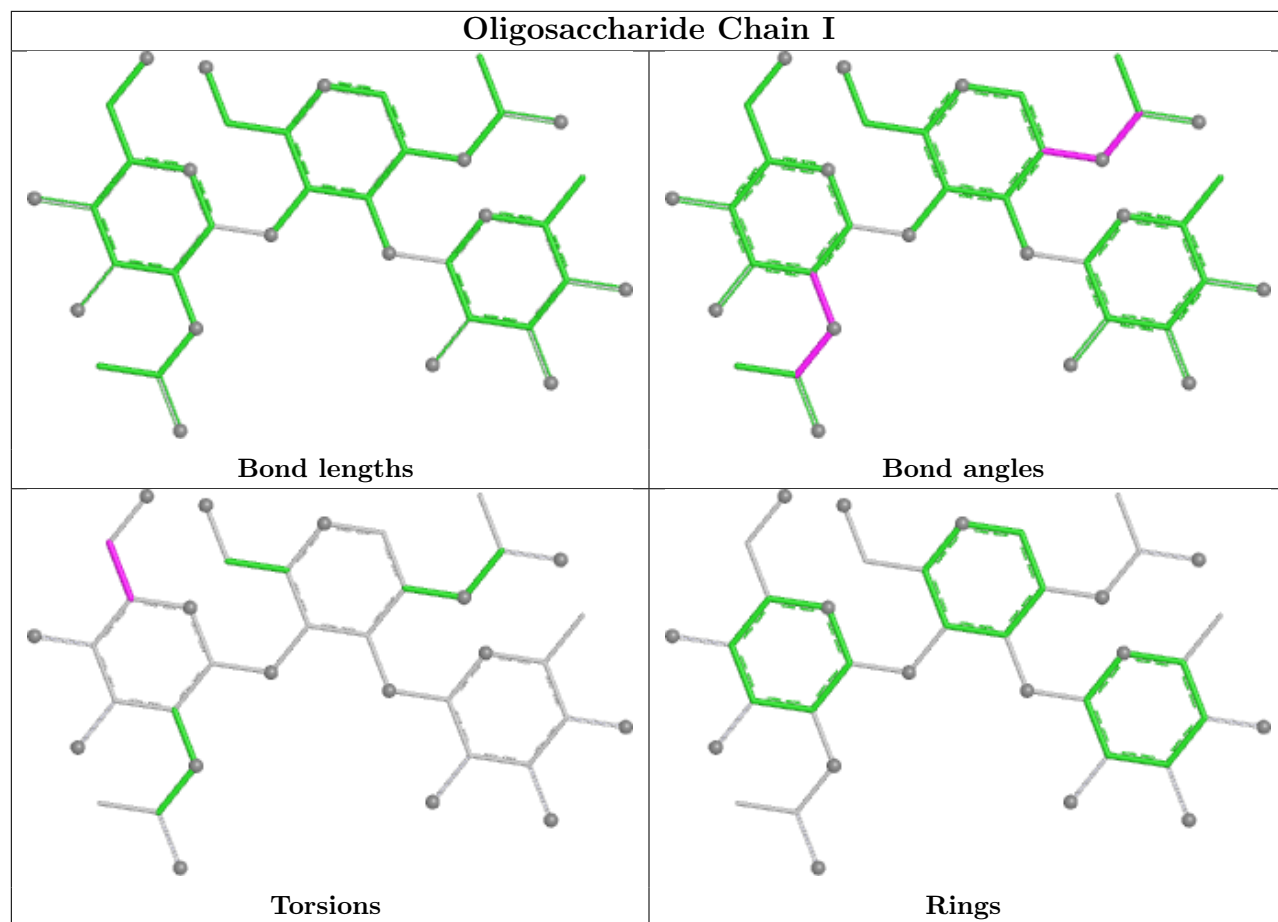 Oligosaccharide Chain I
Bond lengths
Bond angles
Torsions
Rings